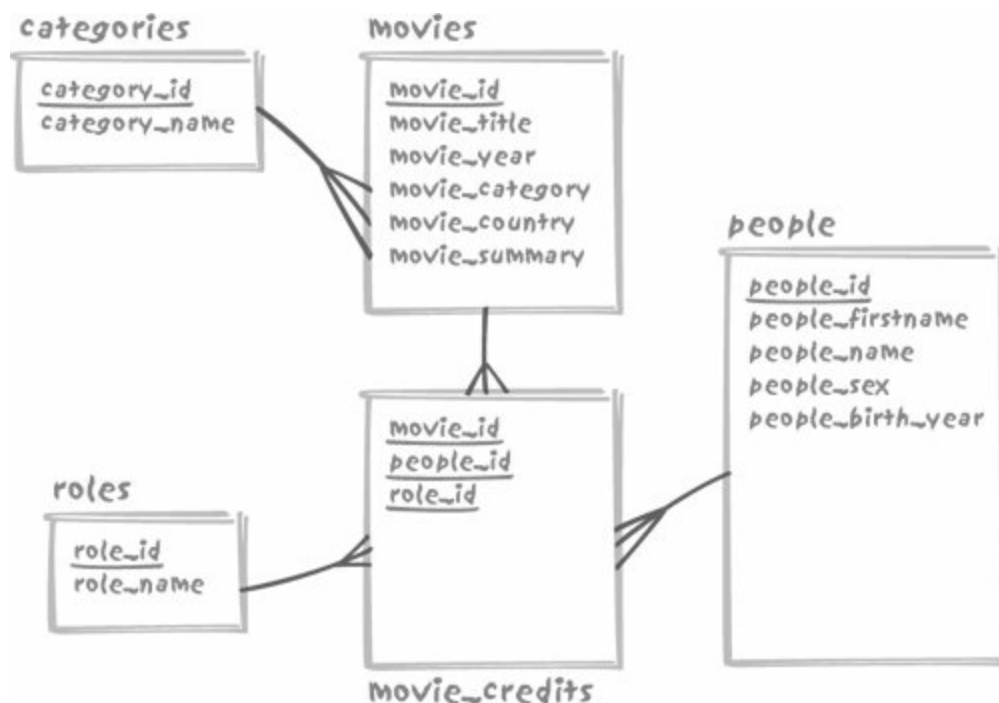 categories
category_id
category_name
movies
movie_id
movie_title
movie_year
movie_category
movie_country
movie_summary
people
people_id
people_firstname
people_name
people_sex
people_birth_year
roles
role_id
role_name
movie_id
people_id
role_id
movie_credits